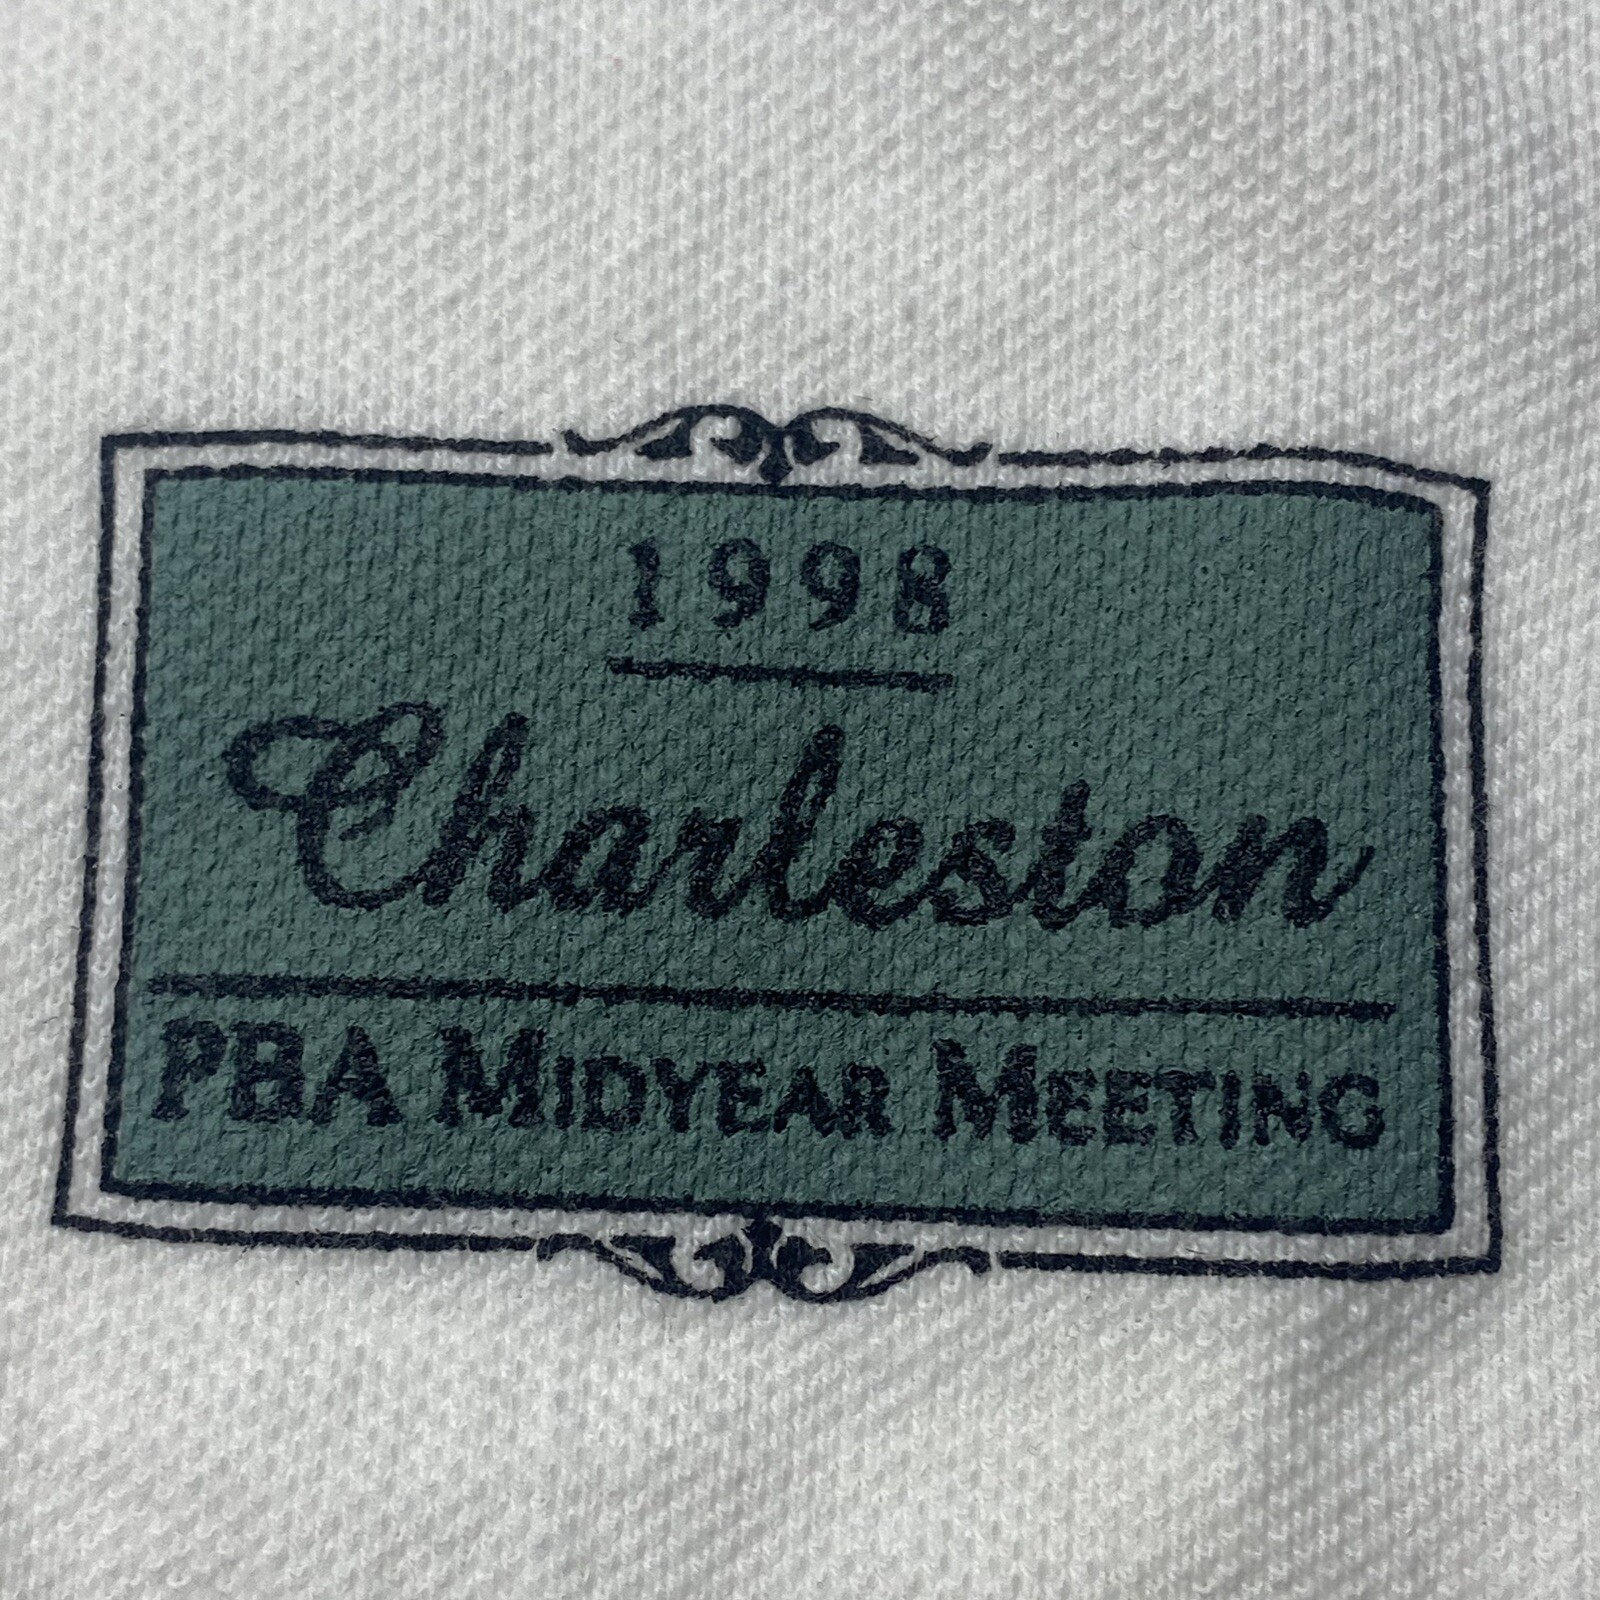 1998
Charleston
PBA MIDYEAR MEETING